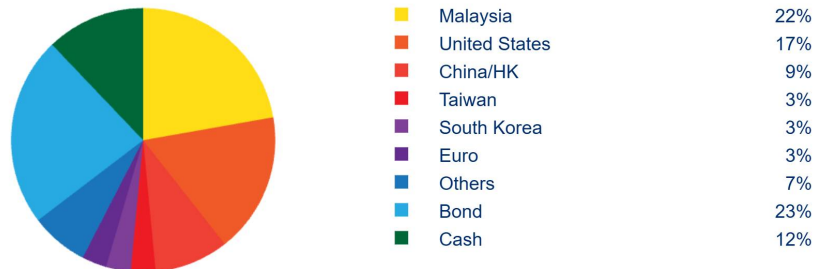 Malaysia 22%
United States 17%
China/HK 9%
Taiwan 3%
South Korea 3%
Euro 3%
Others 7%
Bond 23%
Cash 12%